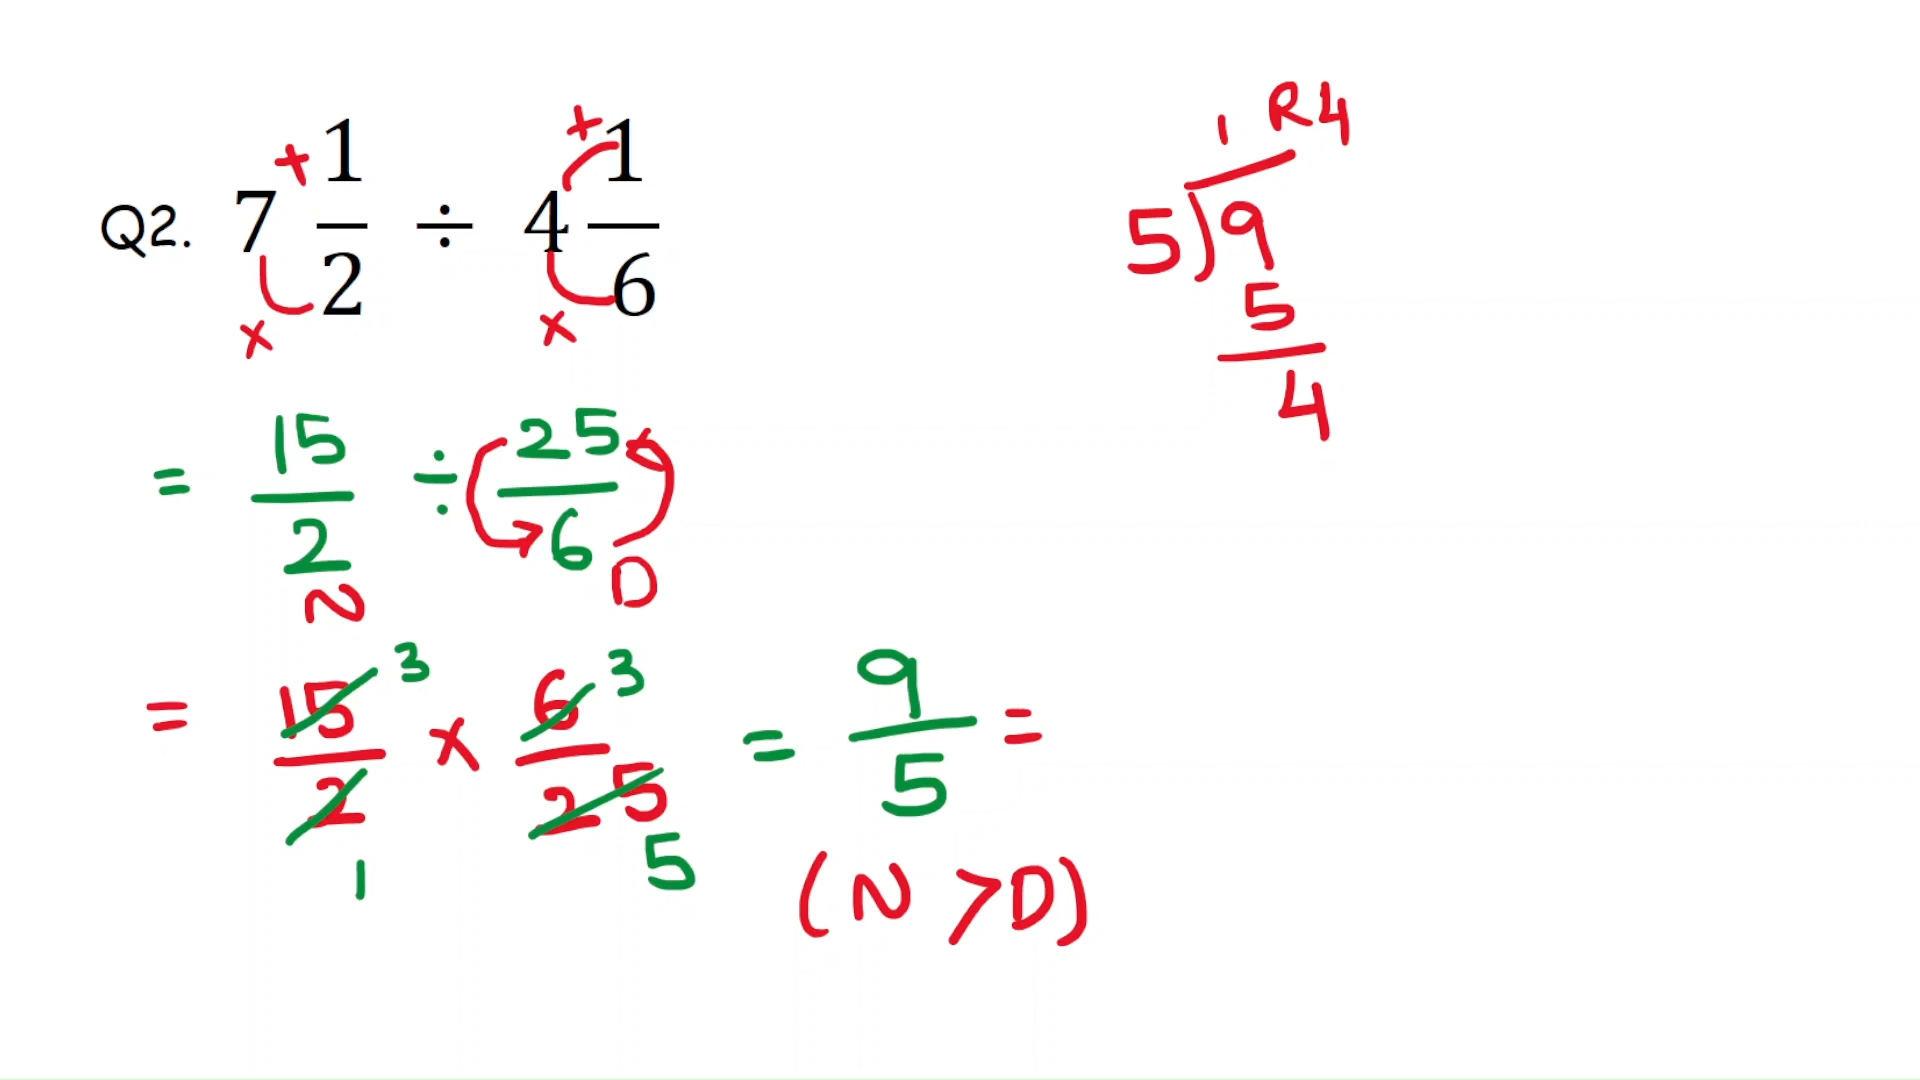 Q2. 7 + 1/2 ÷ 4 + 1/6
x x
= 15/2 ÷ 25/6
N D
= 15/2 x 6/25 = 9/5 =
3 3
1 5
(N > D)
1 R4
5)9
5
4